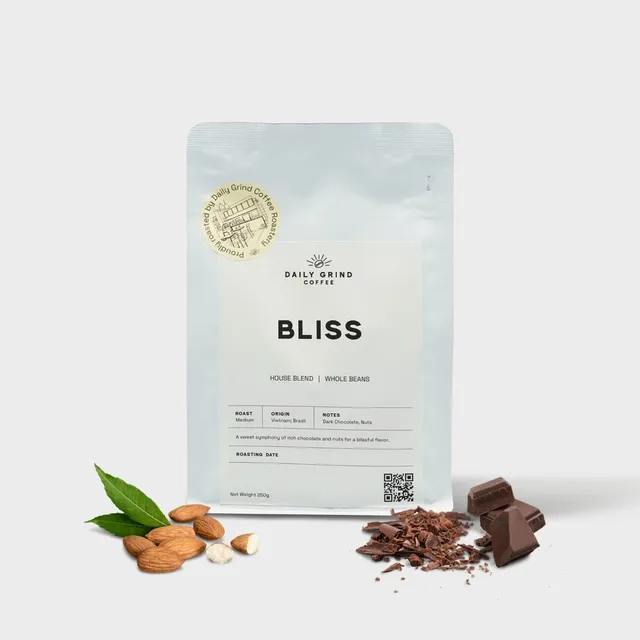 Proudly roasted by Daily Grind Coffee Roastery
DAILY GRIND
COFFEE
BLISS
HOUSE BLEND | WHOLE BEANS
ROAST
Medium
ORIGIN
Vietnam, Brazil
NOTES
Dark Chocolate, Nuts
A sweet symphony of rich chocolate and nuts for a blissful flavor.
ROASTING DATE
Net Weight 250g